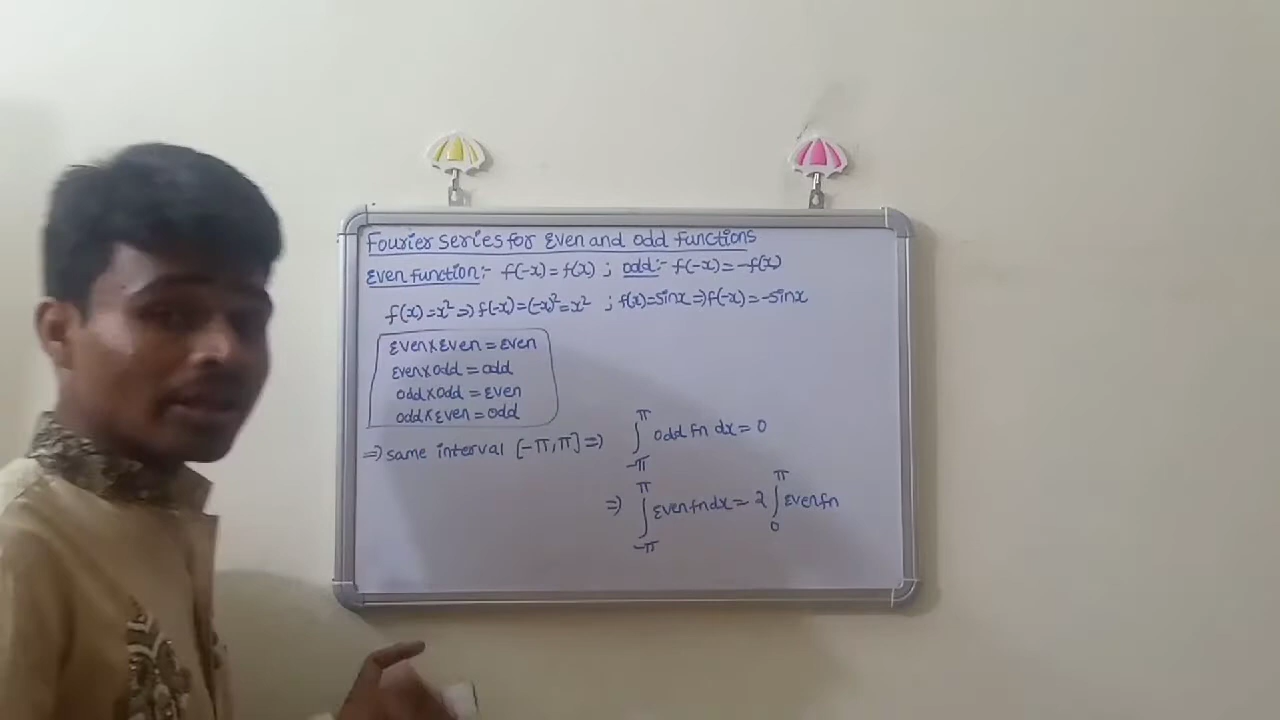 Fourier series for Even and odd Functions
Even function:- f(-x) = f(x) ; odd:- f(-x) = -f(x)
f(x) = x² => f(-x) = (-x)² = x² ; f(x) = sinx => f(-x) = -sinx
Even x Even = Even
Even x odd = odd
odd x odd = Even
odd x Even = odd
=> same interval [-π, π] => ∫_{-π}^{π} odd fn dx = 0
=> ∫_{-π}^{π} Even fn dx = 2 ∫_{0}^{π} Even fn